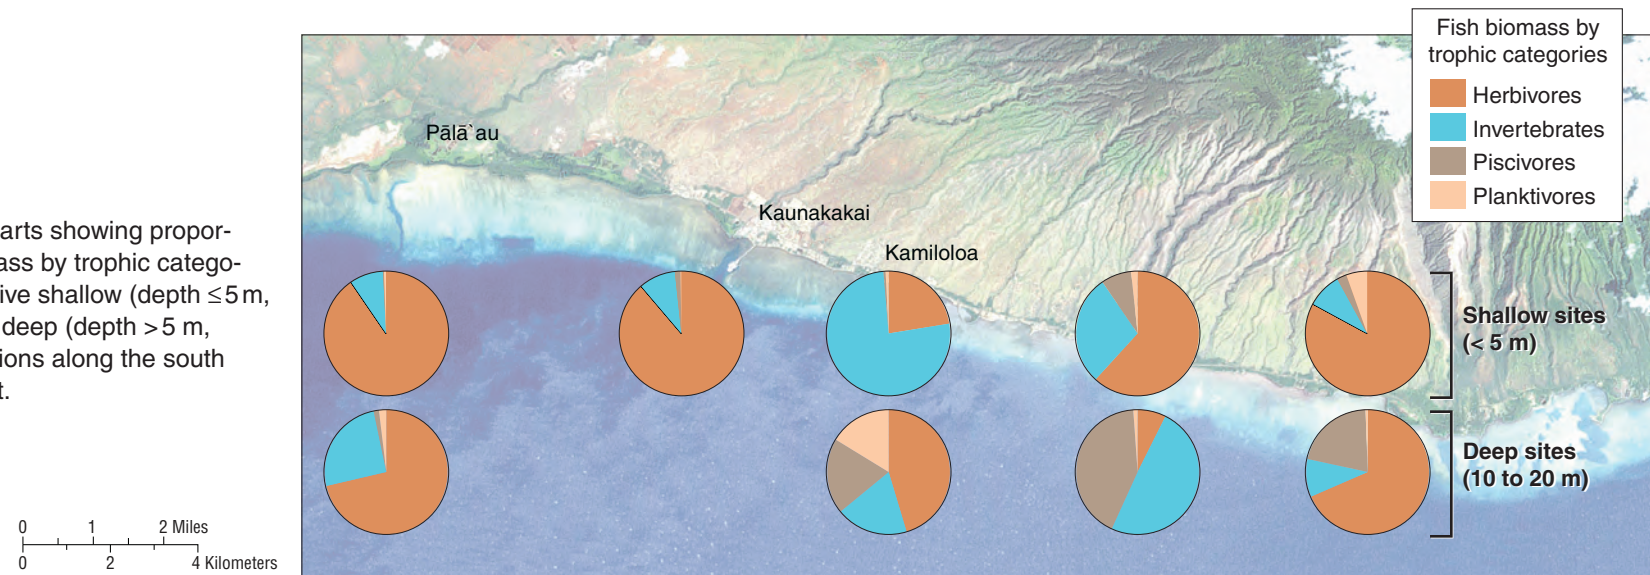 arts showing propor-
ass by trophic catego-
ive shallow (depth ≤5 m,
deep (depth >5 m,
ions along the south
t.
0 1 2 Miles
0 2 4 Kilometers
Pālā`au
Kaunakakai
Kamiloloa
Fish biomass by
trophic categories
Herbivores
Invertebrates
Piscivores
Planktivores
Shallow sites
(< 5 m)
Deep sites
(10 to 20 m)